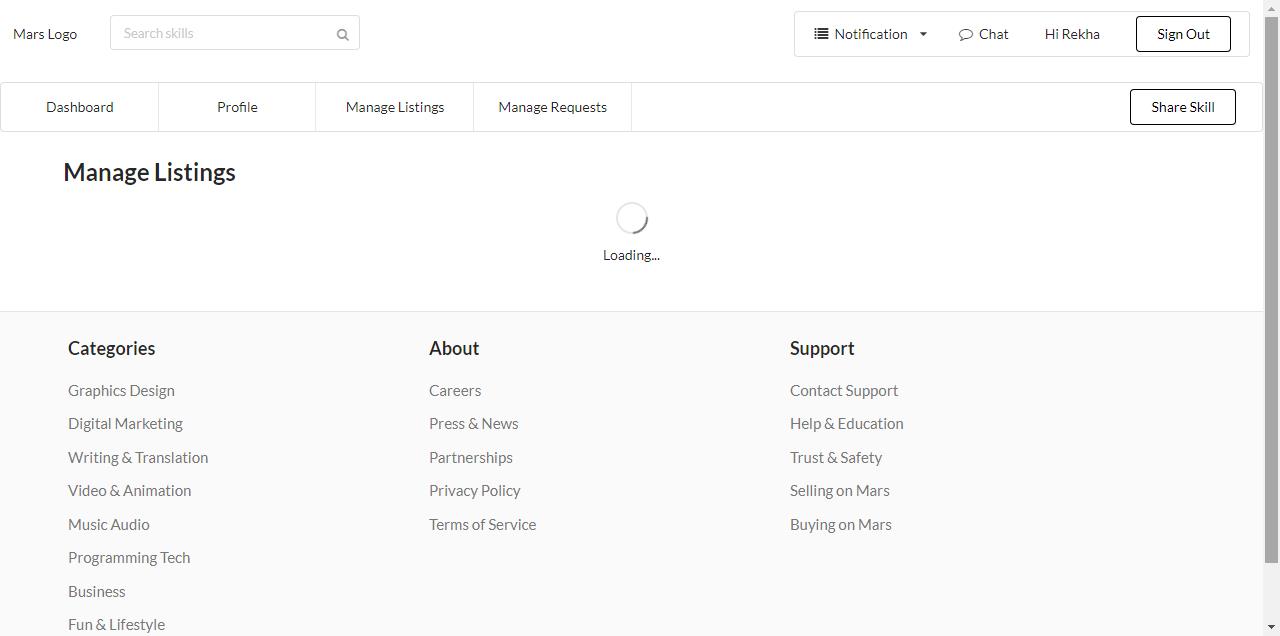 Mars Logo
Search skills
Notification
Chat
Hi Rekha
Sign Out
Dashboard
Profile
Manage Listings
Manage Requests
Share Skill
Manage Listings
Loading...
Categories
Graphics Design
Digital Marketing
Writing & Translation
Video & Animation
Music Audio
Programming Tech
Business
Fun & Lifestyle
About
Careers
Press & News
Partnerships
Privacy Policy
Terms of Service
Support
Contact Support
Help & Education
Trust & Safety
Selling on Mars
Buying on Mars